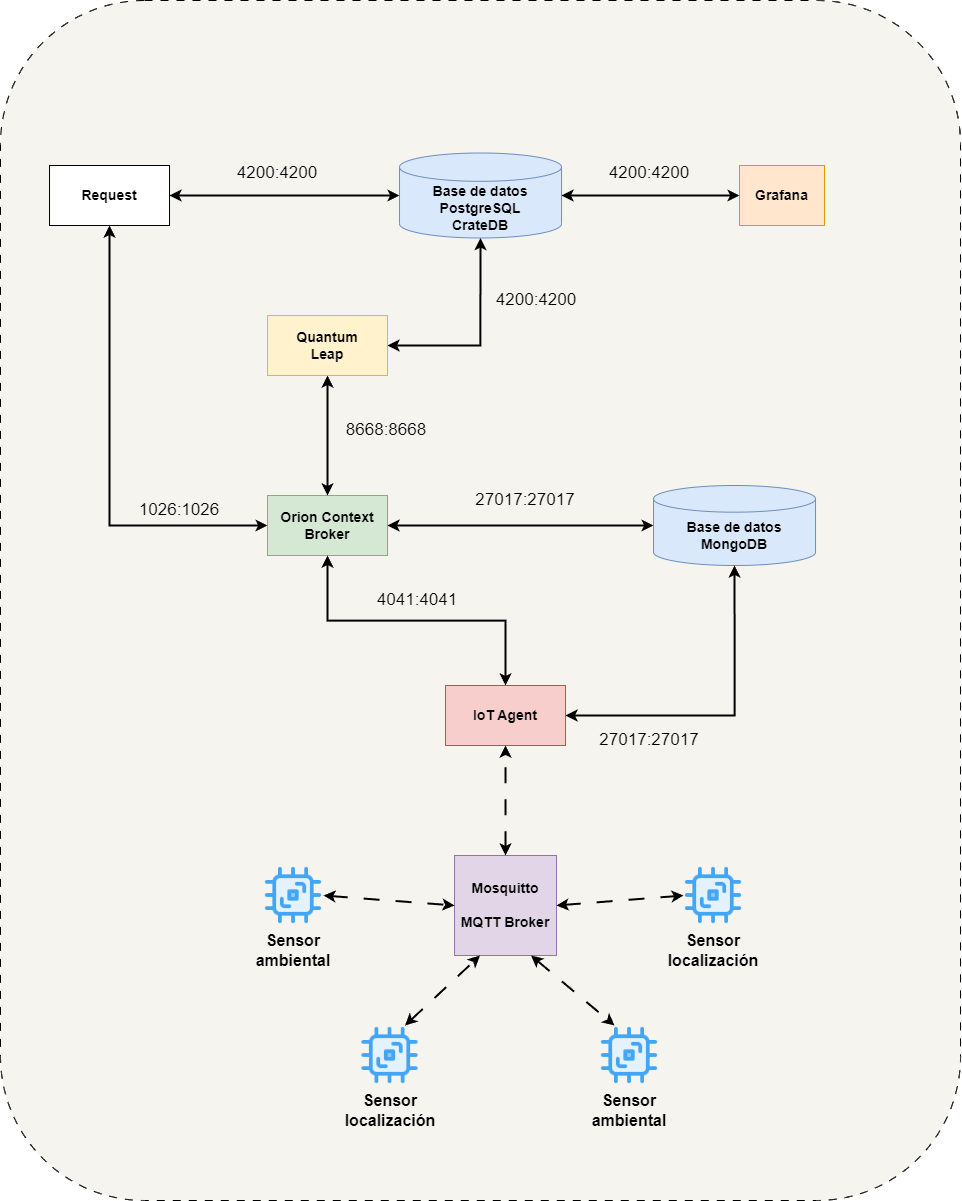 4200:4200
4200:4200
Request
Base de datos
PostgreSQL
CrateDB
Grafana
4200:4200
Quantum
Leap
8668:8668
1026:1026
Orion Context
Broker
27017:27017
Base de datos
MongoDB
4041:4041
IoT Agent
27017:27017
Mosquitto
MQTT Broker
Sensor
ambiental
Sensor
localización
Sensor
localización
Sensor
ambiental